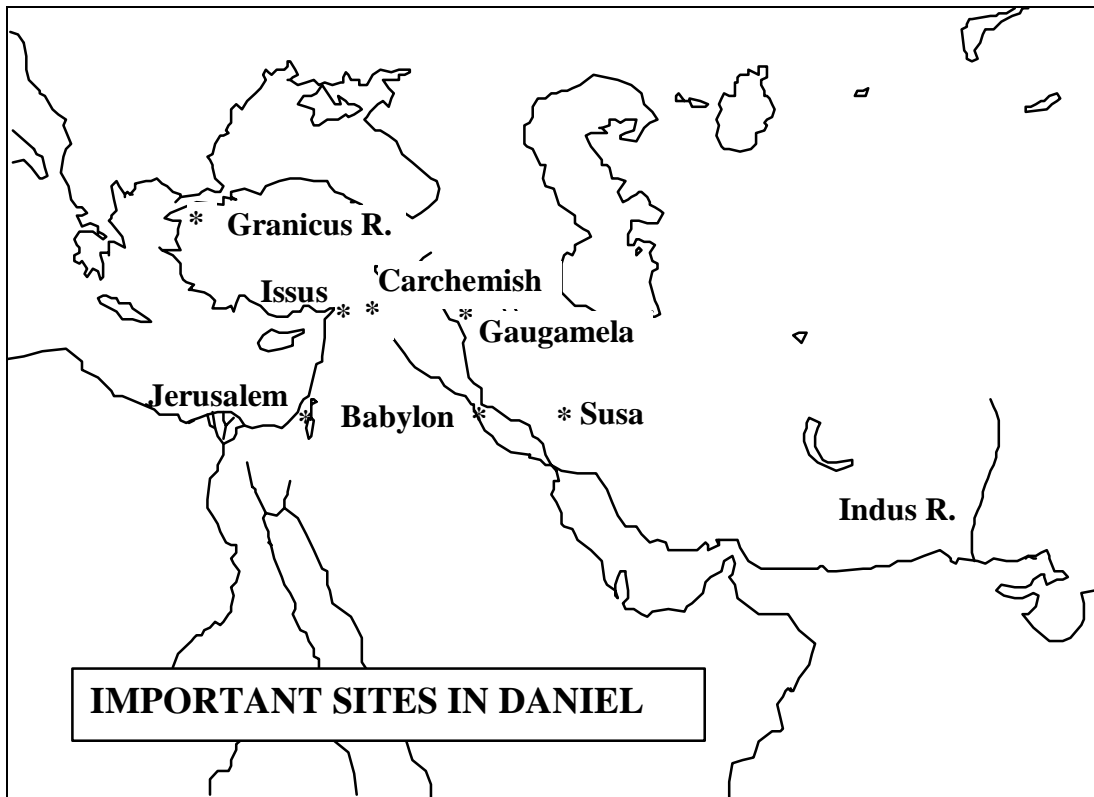 Granicus R.
Carchemish
Issus
Gaugamela
Jerusalem
Babylon
Susa
Indus R.
IMPORTANT SITES IN DANIEL